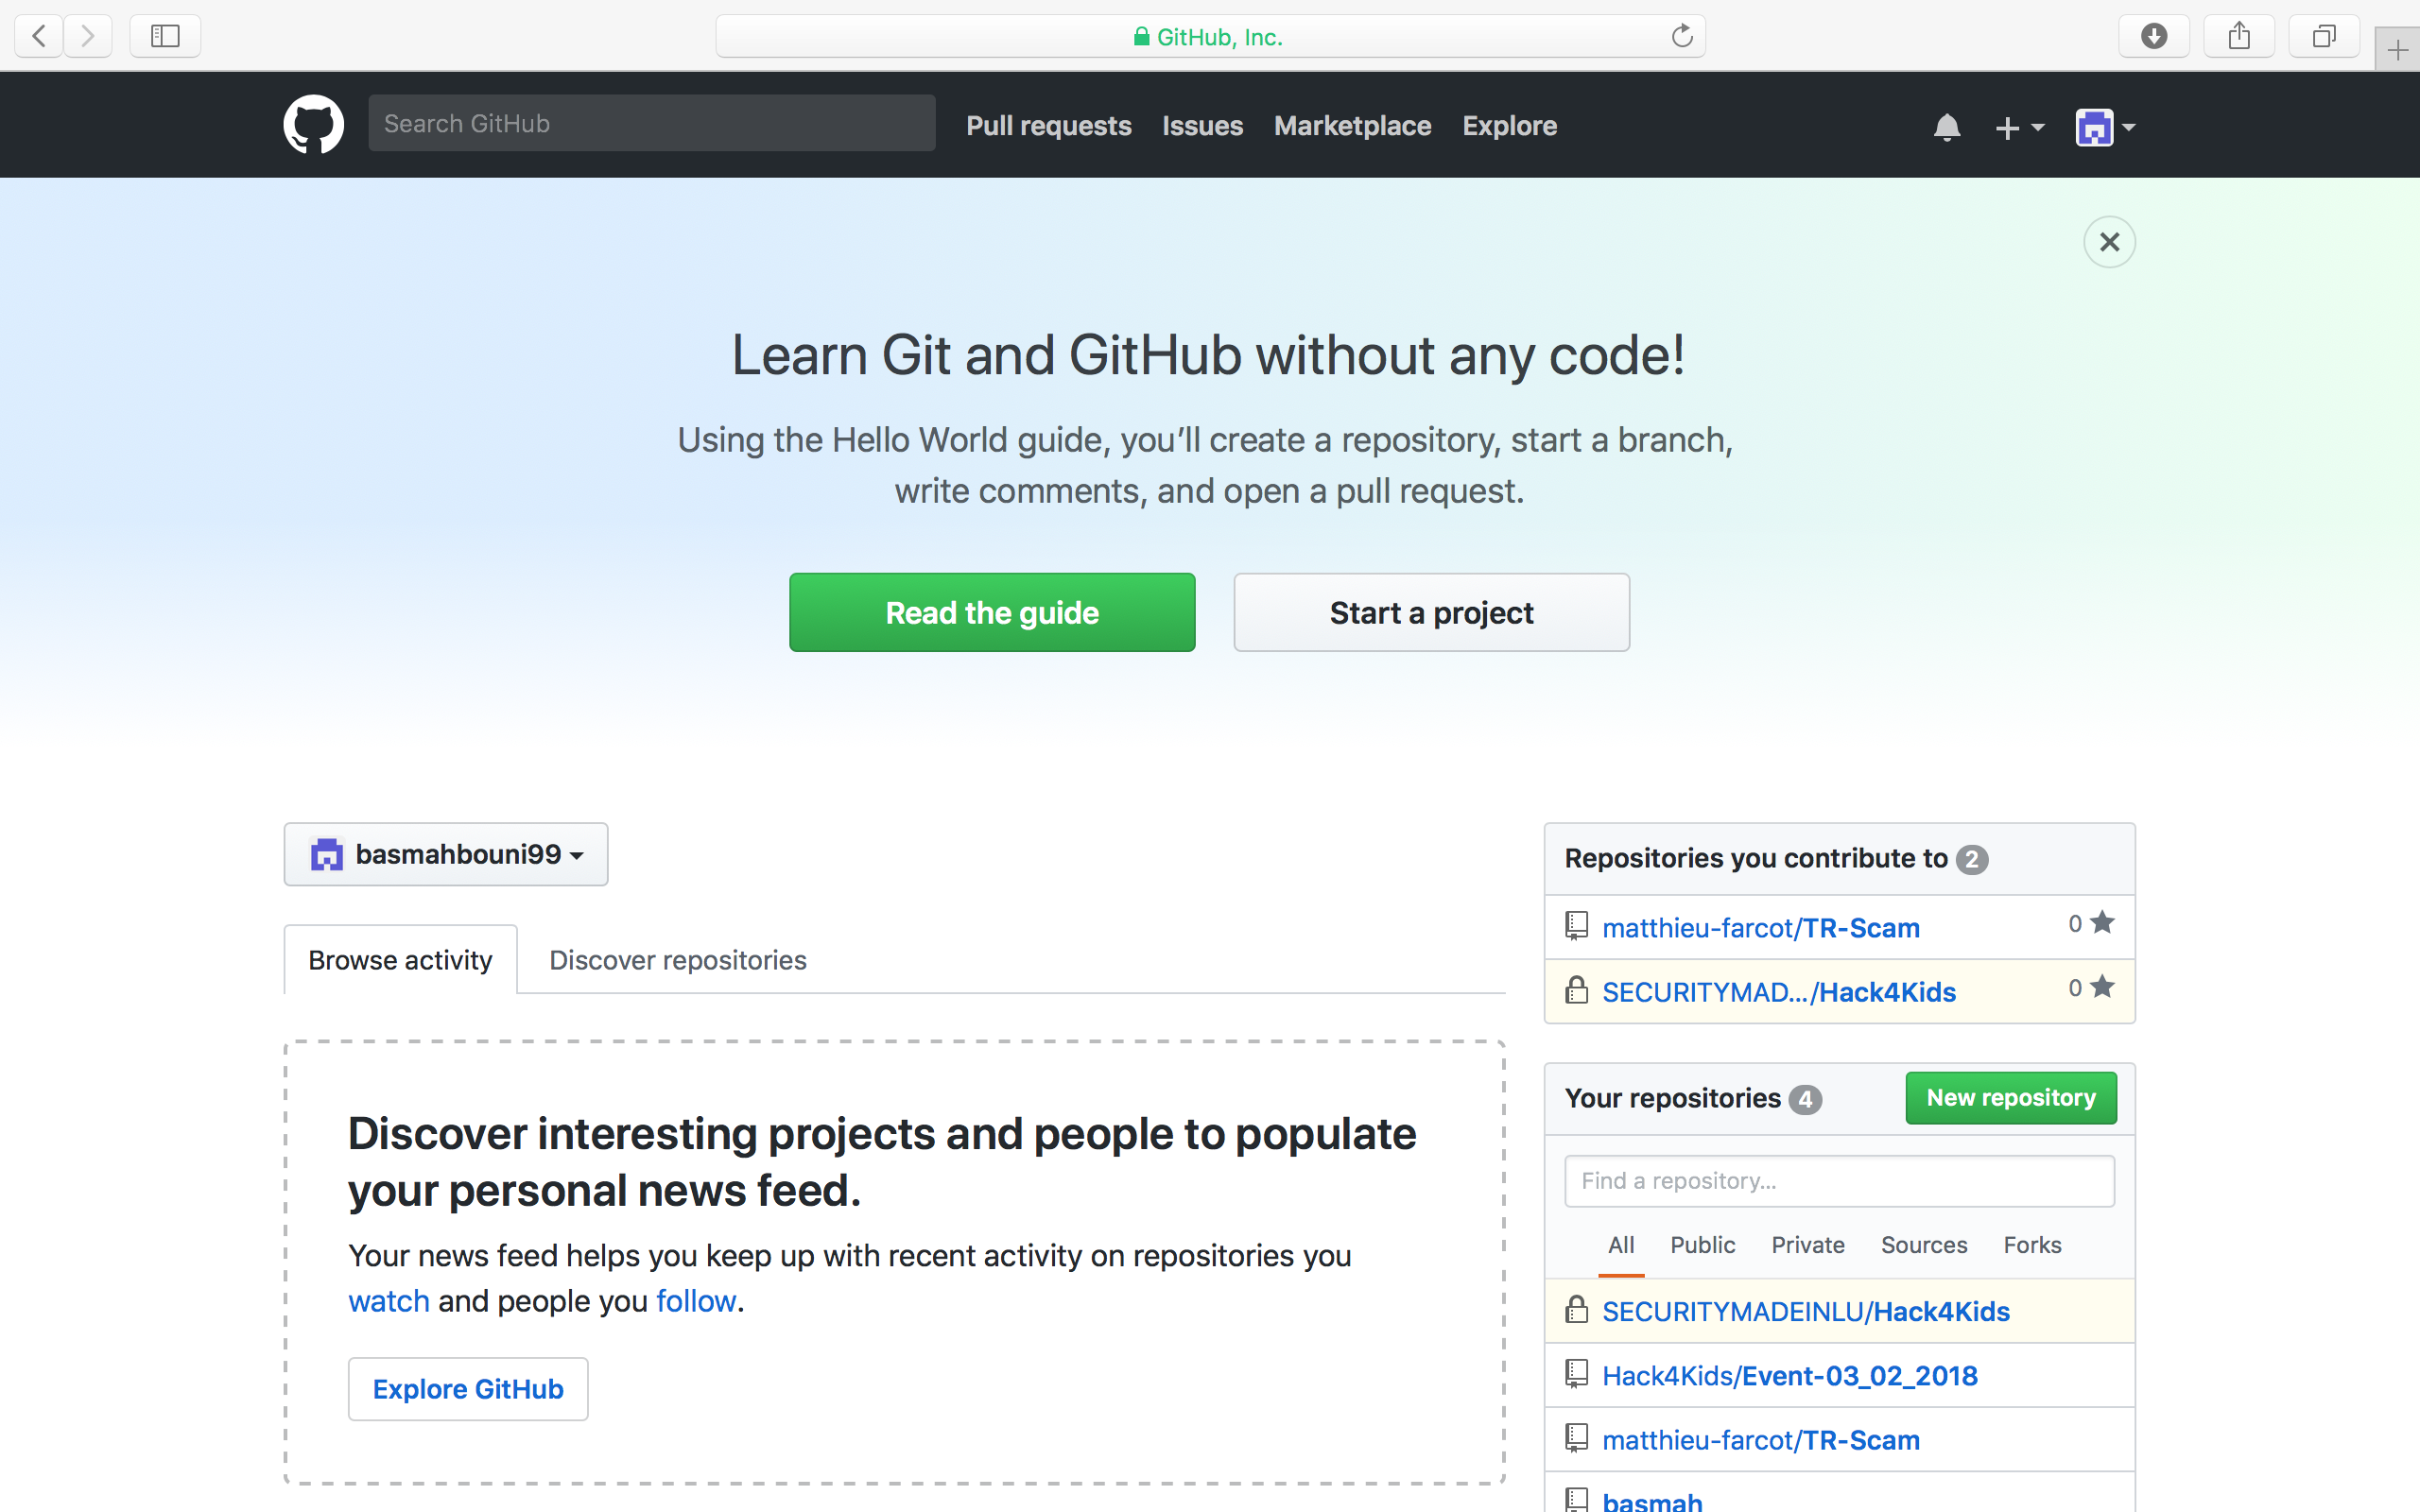 GitHub, Inc.
Search GitHub
Pull requests
Issues
Marketplace
Explore
Learn Git and GitHub without any code!
Using the Hello World guide, you’ll create a repository, start a branch,
write comments, and open a pull request.
Read the guide
Start a project
basmahbouni99
Browse activity
Discover repositories
Discover interesting projects and people to populate
your personal news feed.
Your news feed helps you keep up with recent activity on repositories you
watch and people you follow.
Explore GitHub
Repositories you contribute to 2
matthieu-farcot/TR-Scam 0
SECURITYMAD…/Hack4Kids 0
Your repositories 4
New repository
Find a repository…
All Public Private Sources Forks
SECURITYMADEINLU/Hack4Kids
Hack4Kids/Event-03_02_2018
matthieu-farcot/TR-Scam
basmah